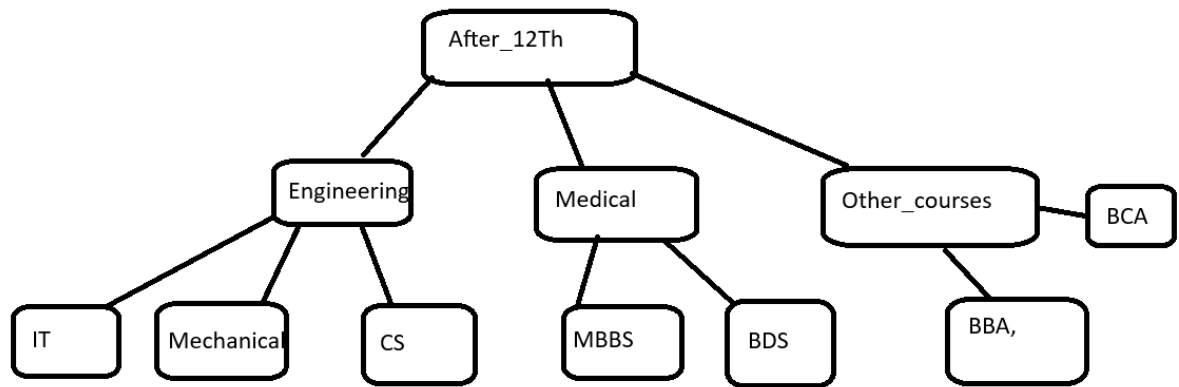 After_12Th
Engineering
Medical
Other_courses
BCA
IT
Mechanical
CS
MBBS
BDS
BBA,